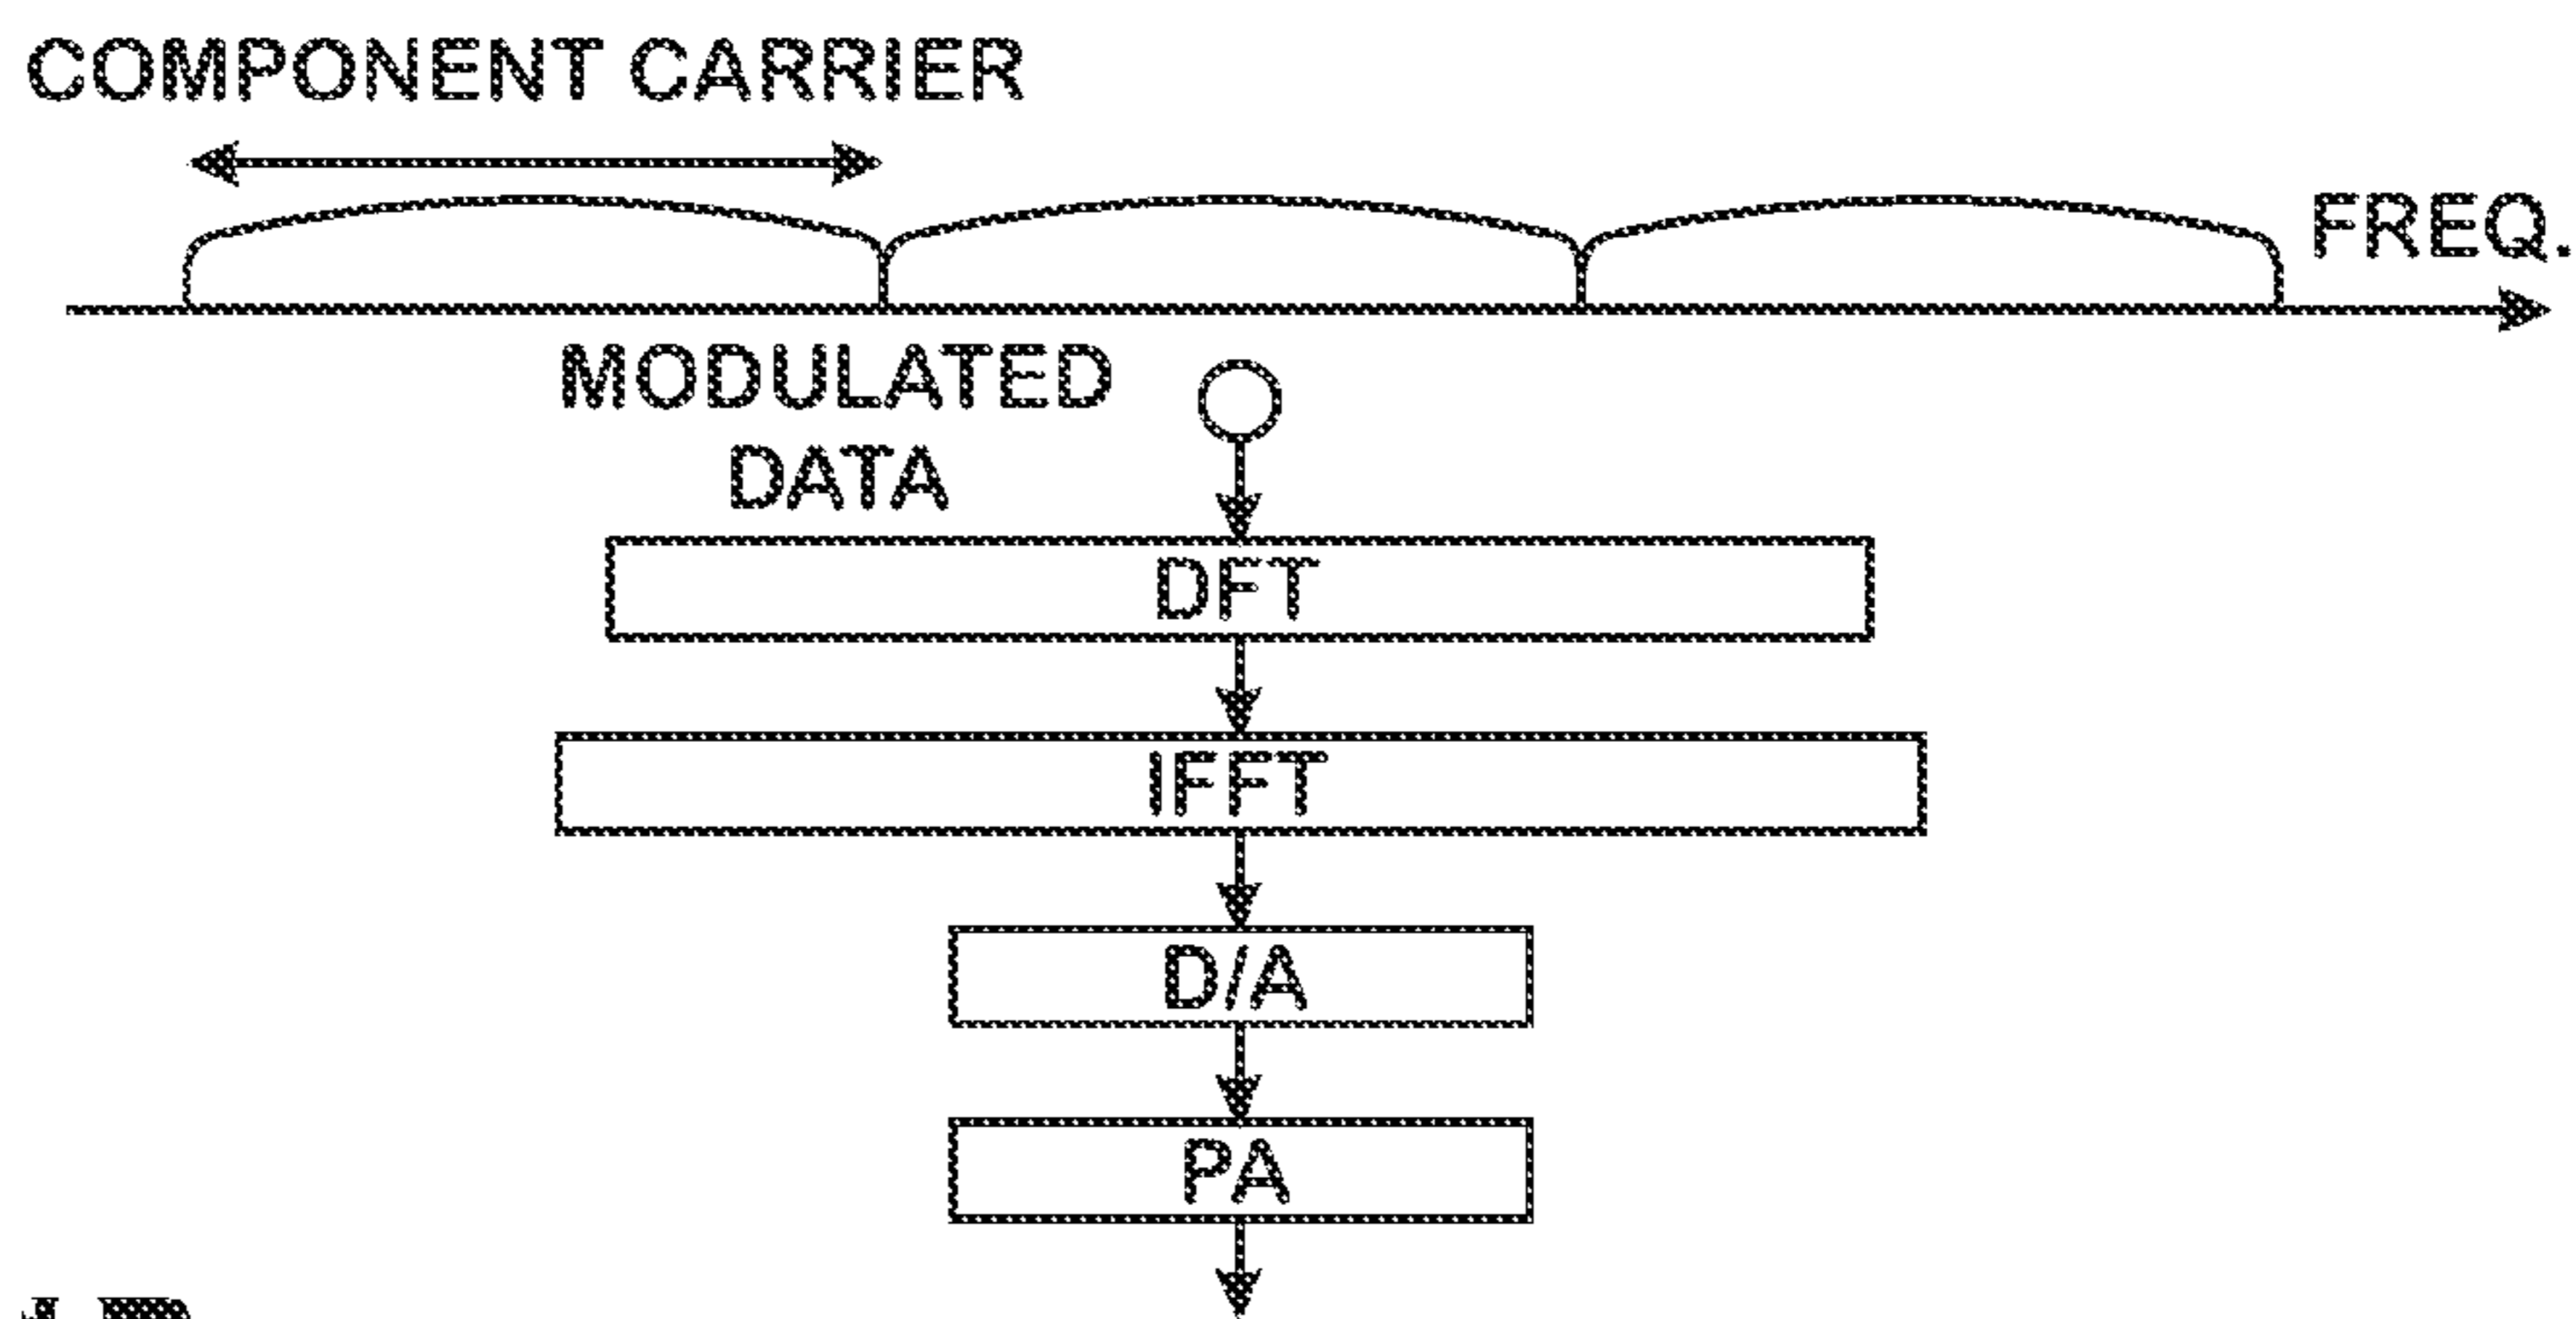 COMPONENT CARRIER
FREQ.
MODULATED
DATA
DFT
IFFT
D/A
PA